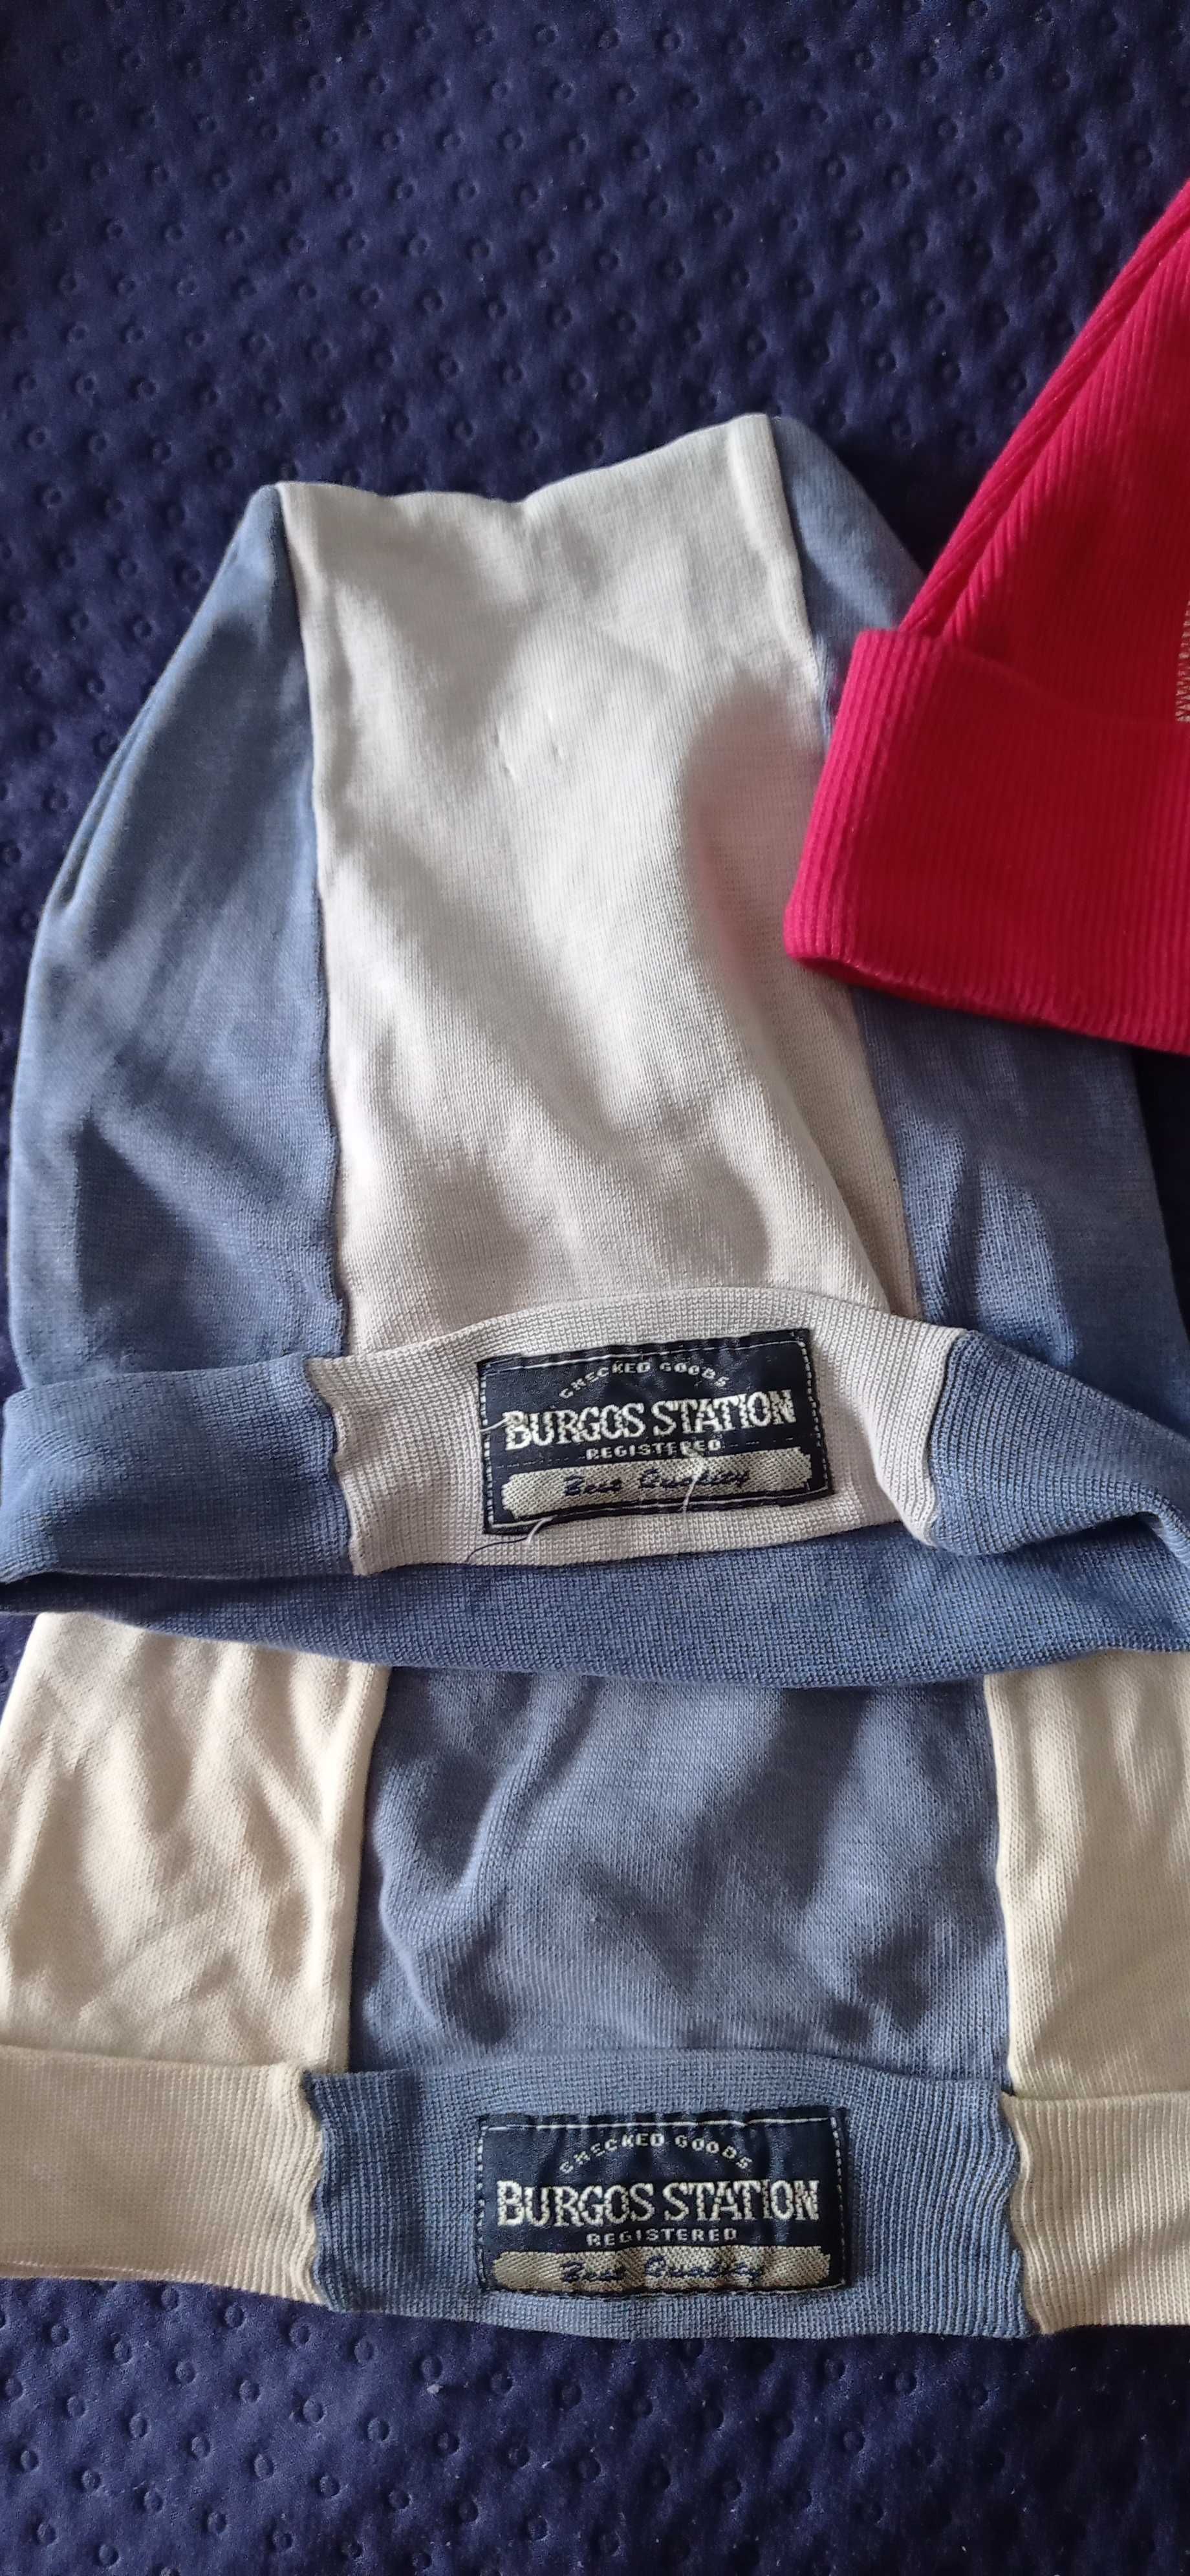 CHECKED GOODS
BURGOS STATION
REGISTERED
Best Quality
CHECKED GOODS
BURGOS STATION
REGISTERED
Best Quality